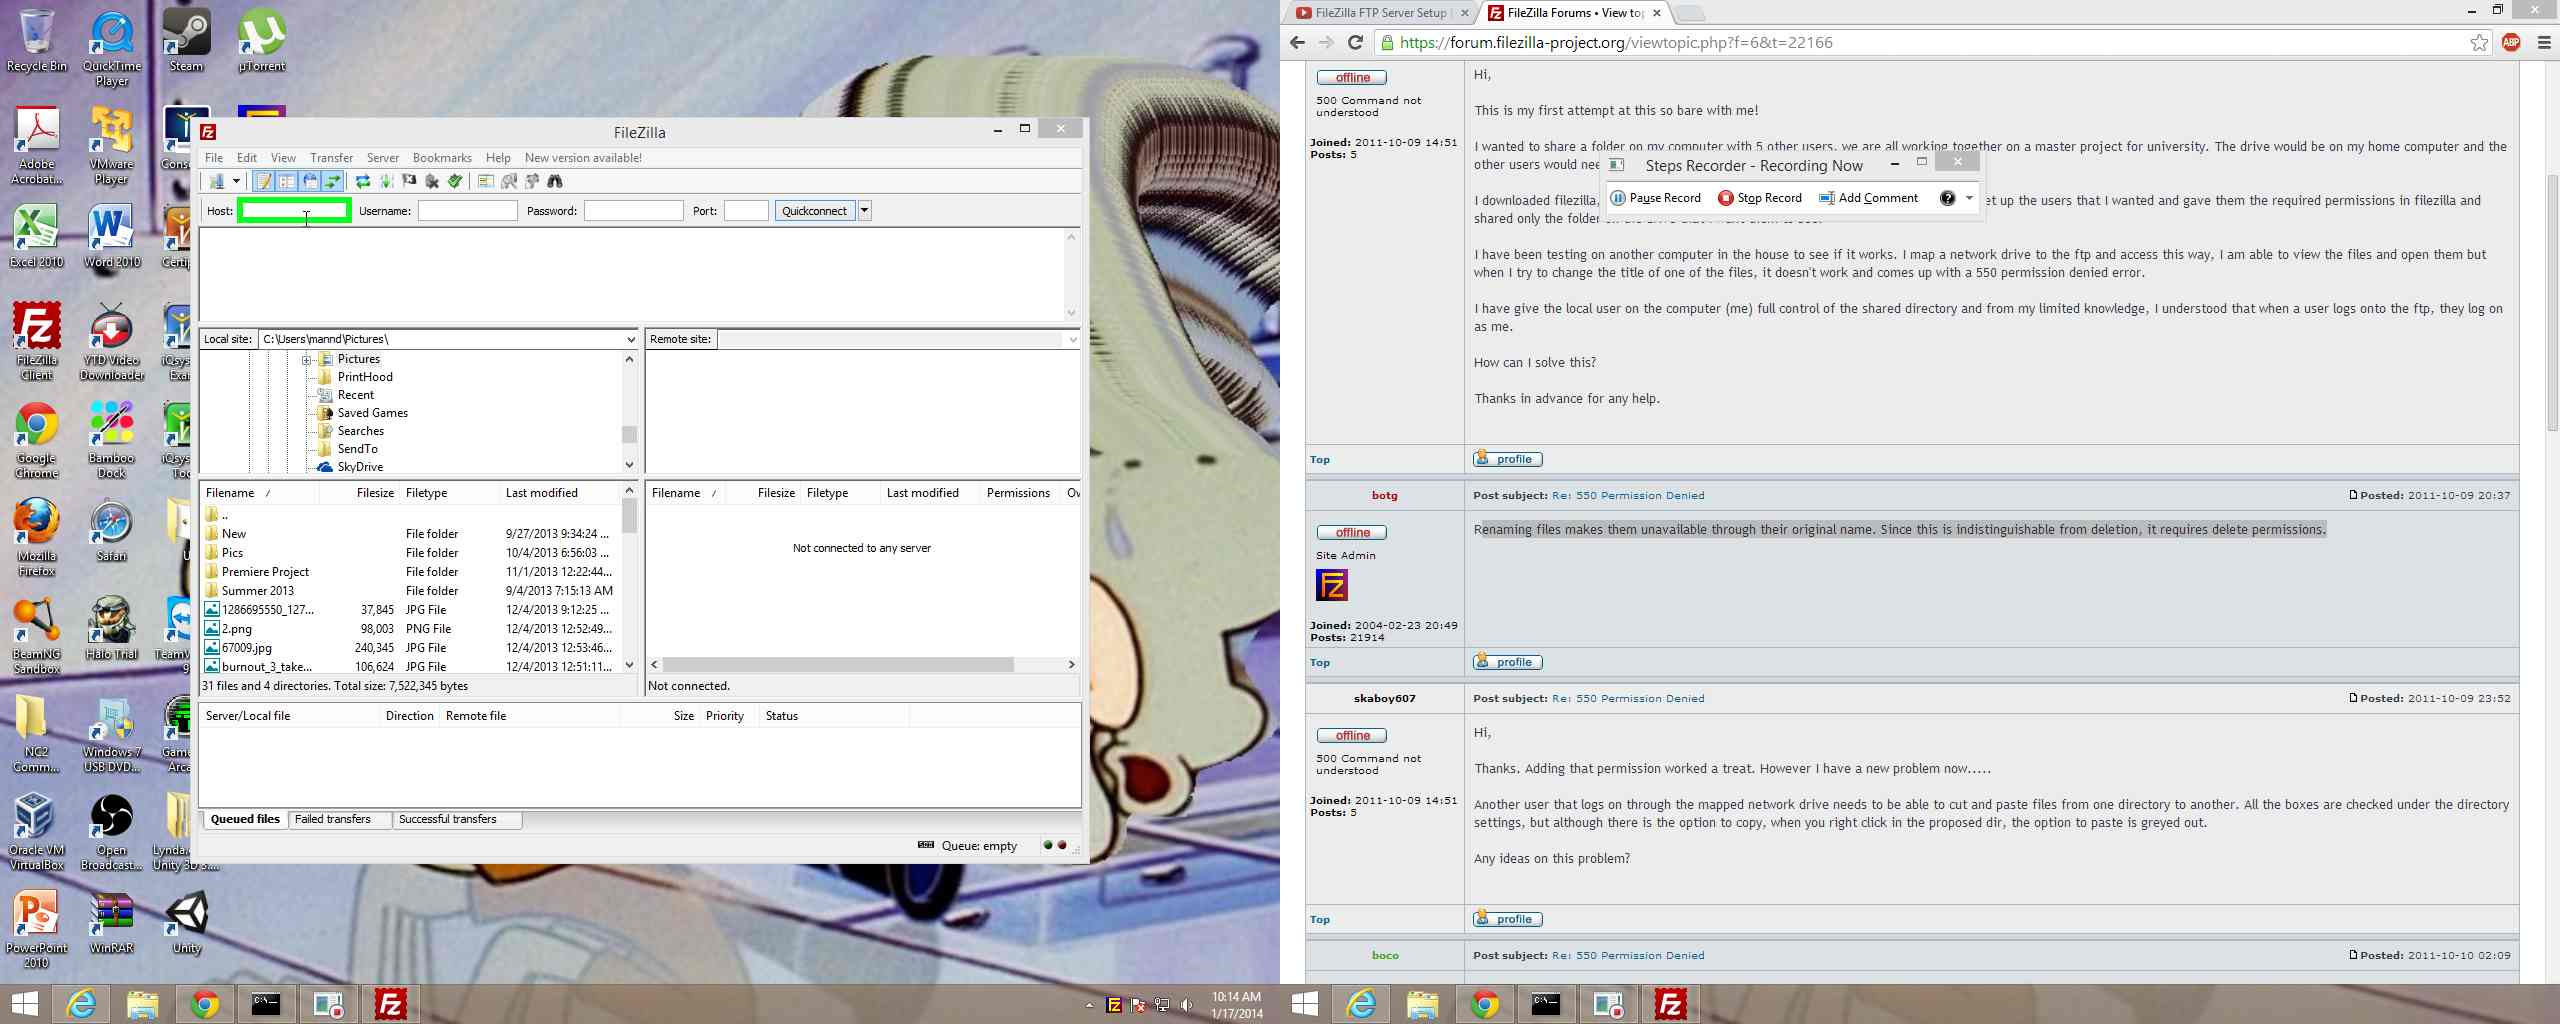 Recycle Bin
QuickTime Player
Steam
µTorrent
Adobe Acrobat...
VMware Player
Cons
Excel 2010
Word 2010
Certip
FileZilla Client
YTD Video Downloader
iQsys
Exa
Google Chrome
Bamboo Dock
iQsys
Too
Mozilla Firefox
Safari
U
BeamNG Sandbox
Halo Trial
TeamV
9
NC2 Comm...
Windows 7 USB DVD...
Game
Arca
Oracle VM VirtualBox
Open Broadcast...
Lynda.c
Unity 3D 3....
PowerPoint 2010
WinRAR
Unity
FileZilla
File Edit View Transfer Server Bookmarks Help New version available!
Host: Username: Password: Port: Quickconnect
Local site: C:\Users\mannd\Pictures\
Pictures
PrintHood
Recent
Saved Games
Searches
SendTo
SkyDrive
Filename / Filesize Filetype Last modified
..
New File folder 9/27/2013 9:34:24 ...
Pics File folder 10/4/2013 6:56:03 ...
Premiere Project File folder 11/1/2013 12:22:44...
Summer 2013 File folder 9/4/2013 7:15:13 AM
1286695550_127... 37,845 JPG File 12/4/2013 9:12:25 ...
2.png 98,003 PNG File 12/4/2013 12:52:49...
67009.jpg 240,345 JPG File 12/4/2013 12:53:46...
burnout_3_take... 106,624 JPG File 12/4/2013 12:51:11...
31 files and 4 directories. Total size: 7,522,345 bytes
Remote site:
Filename / Filesize Filetype Last modified Permissions Ov
Not connected to any server
Not connected.
Server/Local file Direction Remote file Size Priority Status
Queued files Failed transfers Successful transfers
Queue: empty
10:14 AM
1/17/2014
FileZilla FTP Server Setup
FileZilla Forums • View top
https://forum.filezilla-project.org/viewtopic.php?f=6&t=22166
ABP
offline
500 Command not understood
Joined: 2011-10-09 14:51
Posts: 5
Hi,
This is my first attempt at this so bare with me!
I wanted to share a folder on my computer with 5 other users, we are all working together on a master project for university. The drive would be on my home computer and the
other users would nee
I downloaded filezilla, et up the users that I wanted and gave them the required permissions in filezilla and
shared only the folder
Steps Recorder - Recording Now
Pause Record Stop Record Add Comment
I have been testing on another computer in the house to see if it works. I map a network drive to the ftp and access this way, I am able to view the files and open them but
when I try to change the title of one of the files, it doesn't work and comes up with a 550 permission denied error.
I have give the local user on the computer (me) full control of the shared directory and from my limited knowledge, I understood that when a user logs onto the ftp, they log on
as me.
How can I solve this?
Thanks in advance for any help.
Top profile
botg Post subject: Re: 550 Permission Denied Posted: 2011-10-09 20:37
offline
Site Admin
Joined: 2004-02-23 20:49
Posts: 21914
Renaming files makes them unavailable through their original name. Since this is indistinguishable from deletion, it requires delete permissions.
Top profile
skaboy607 Post subject: Re: 550 Permission Denied Posted: 2011-10-09 23:52
offline
500 Command not understood
Joined: 2011-10-09 14:51
Posts: 5
Hi,
Thanks. Adding that permission worked a treat. However I have a new problem now.....
Another user that logs on through the mapped network drive needs to be able to cut and paste files from one directory to another. All the boxes are checked under the directory
settings, but although there is the option to copy, when you right click in the proposed dir, the option to paste is greyed out.
Any ideas on this problem?
Top profile
boco Post subject: Re: 550 Permission Denied Posted: 2011-10-10 02:09